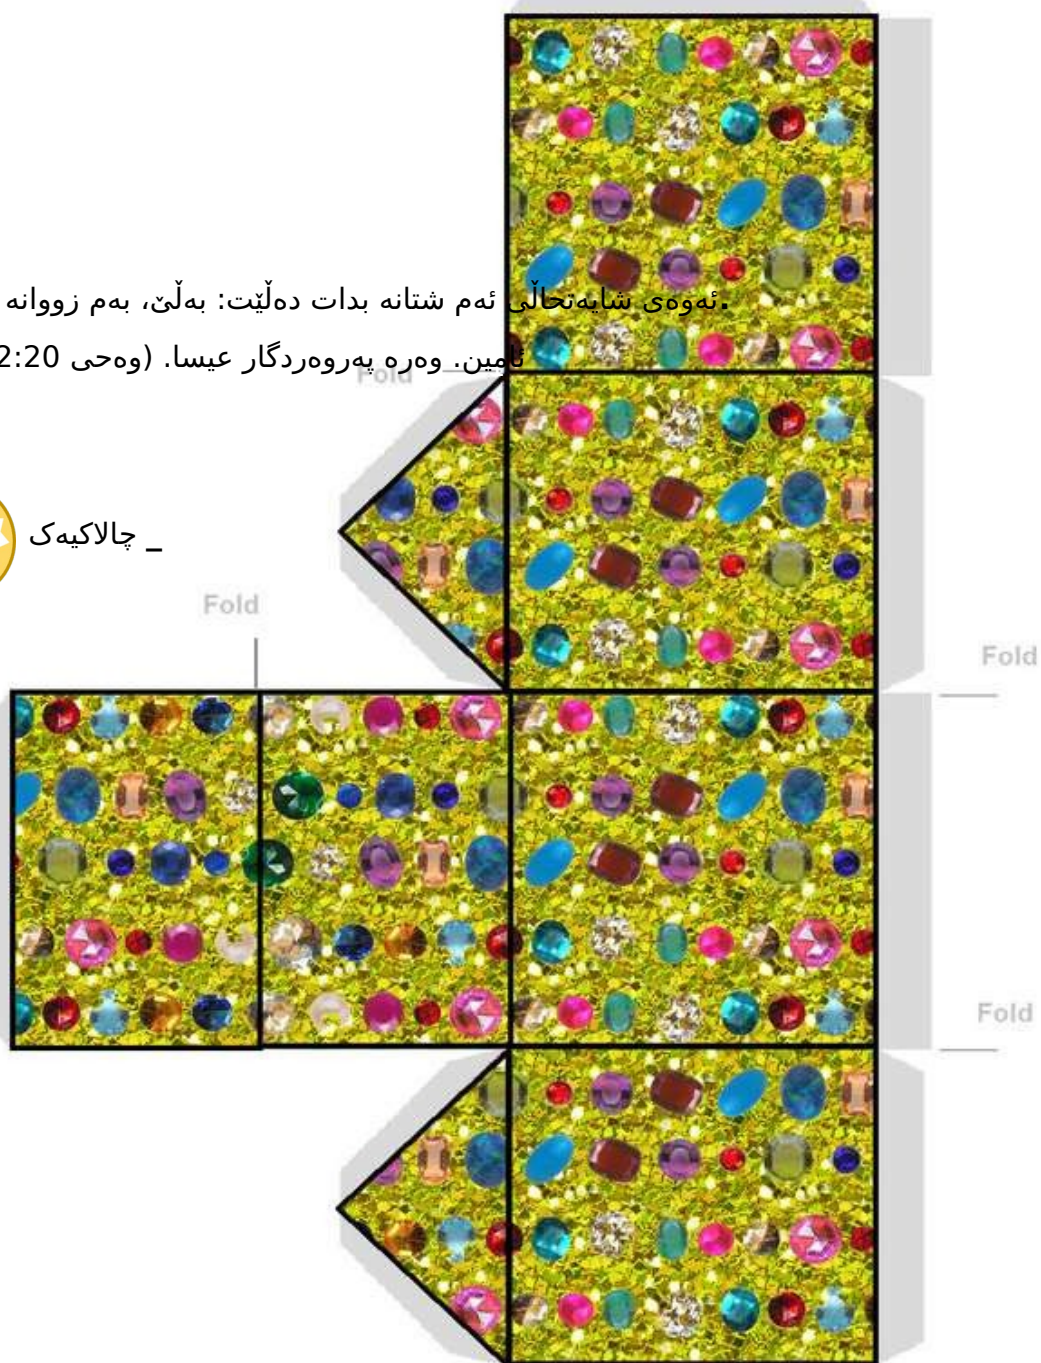 ئەوەی شایەتحاڵی ئەم شتانە بدات دەڵێت: بەڵێ، بەم زووانە.
ئامین. وەرە پەروەردگار عیسا. (وەحی 2:20
Fold
_ چالاکیەک
Fold
Fold
Fold